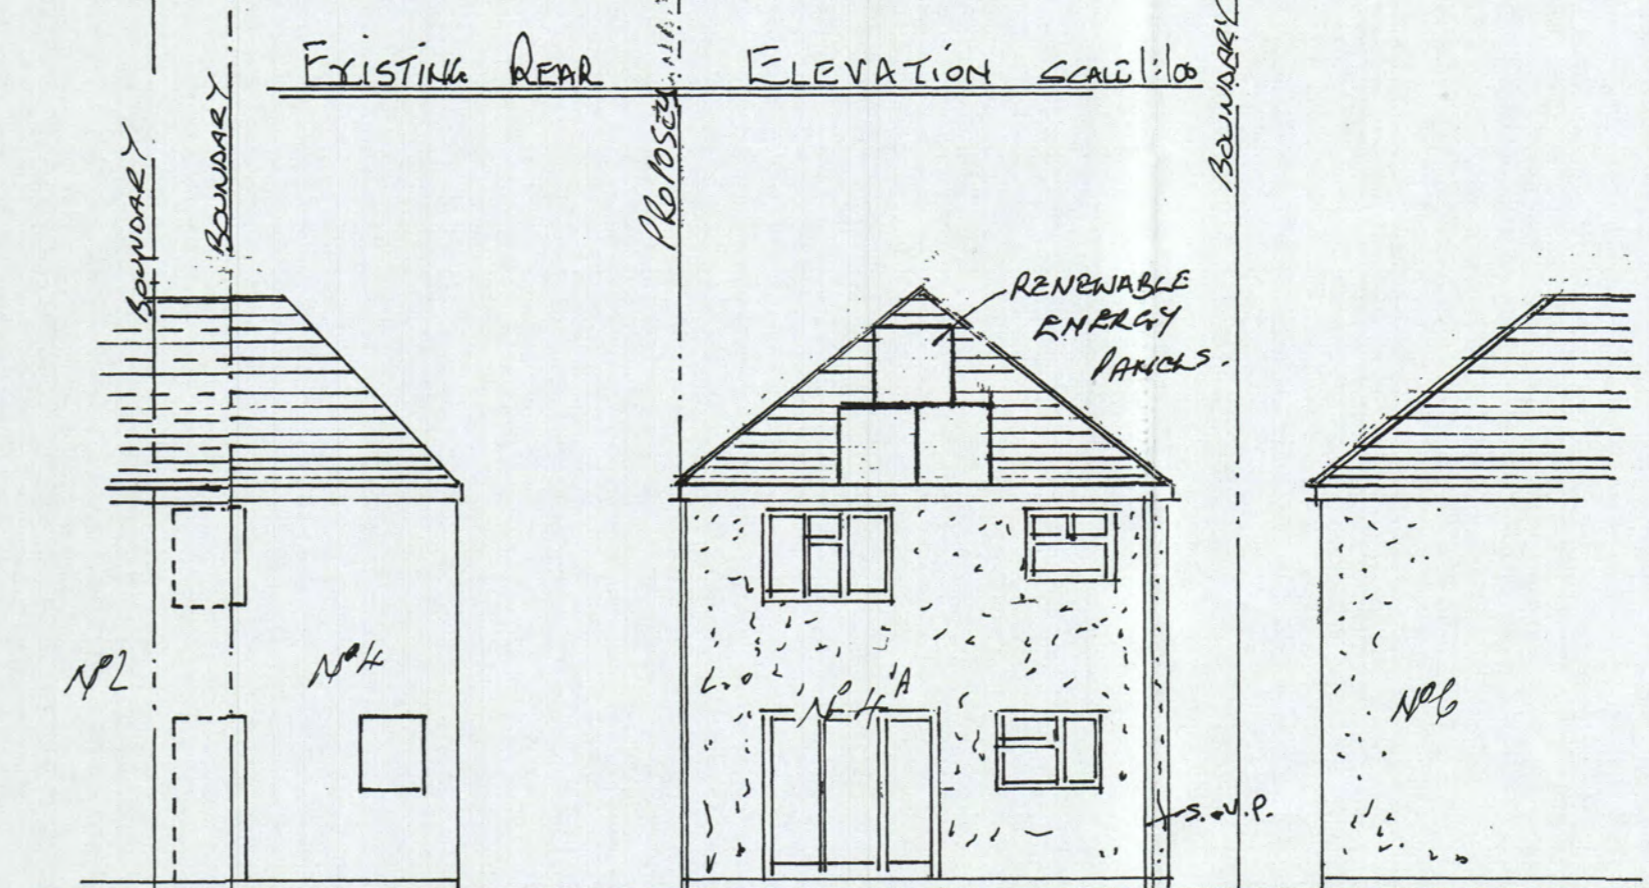 EXISTING REAR ELEVATION SCALE 1:100
BOUNDARY
BOUNDARY
PROPOSED
BOUNDARY
RENEWABLE
ENERGY
PANELS.
Nº2
Nº4
Nº4A
Nº6
S.V.P.